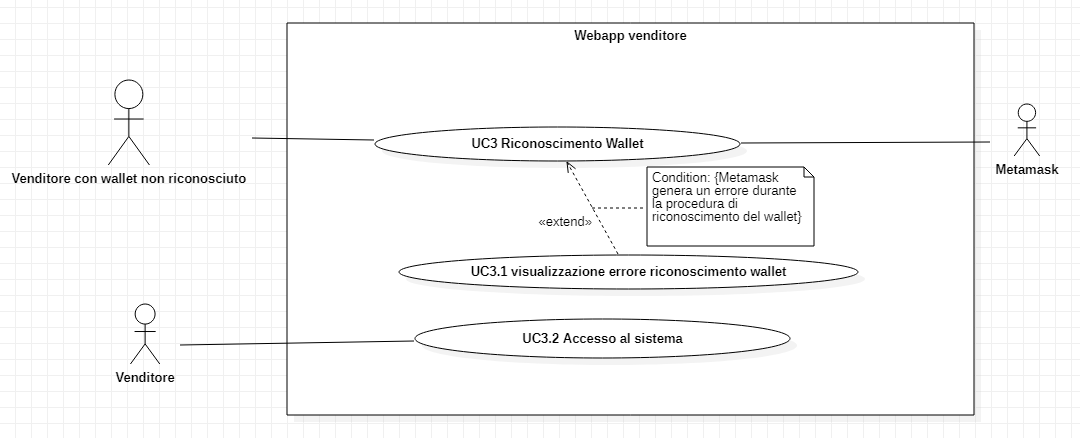 Webapp venditore
UC3 Riconoscimento Wallet
Venditore con wallet non riconosciuto
Metamask
Condition: {Metamask
genera un errore durante
la procedura di
riconoscimento del wallet}
«extend»
UC3.1 visualizzazione errore riconoscimento wallet
UC3.2 Accesso al sistema
Venditore